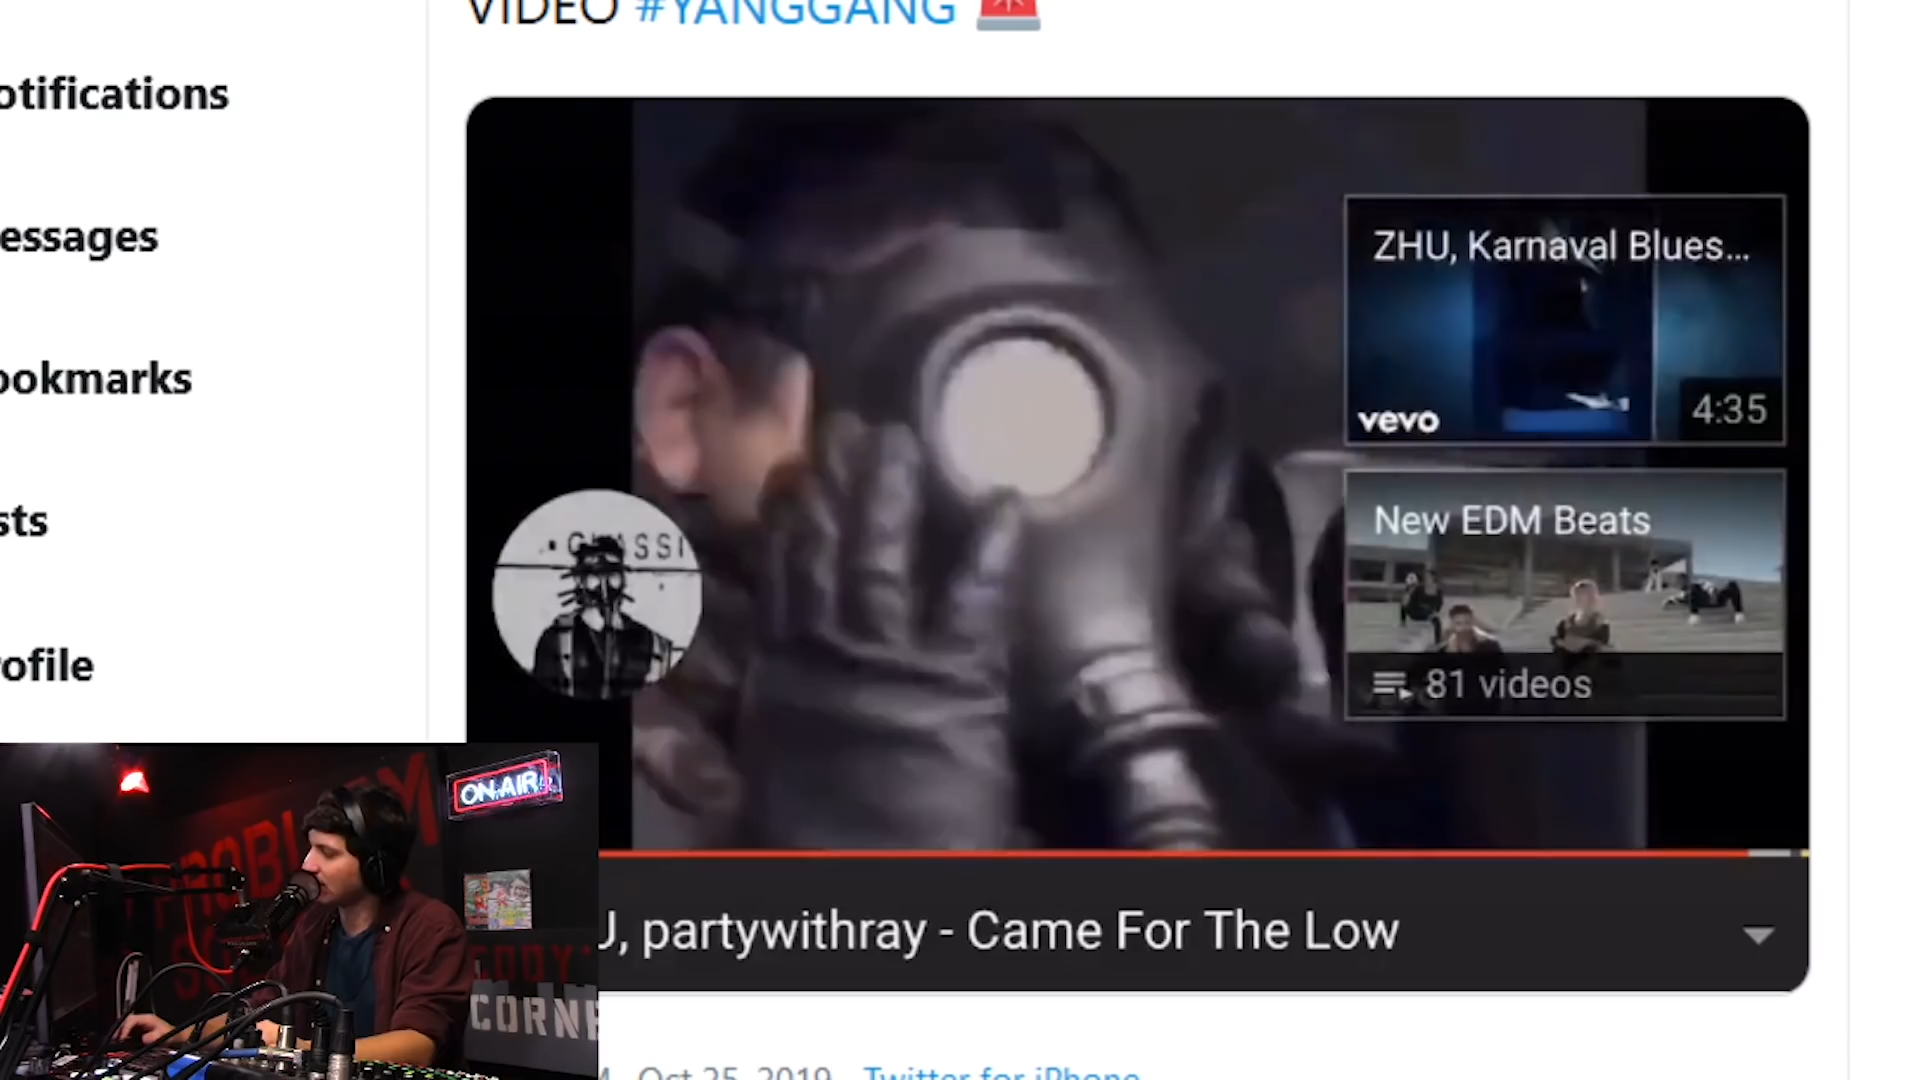 VIDEO #YANGGANG
otifications
essages
ookmarks
sts
rofile
ZHU, Karnaval Blues...
vevo
4:35
New EDM Beats
81 videos
ON AIR
CORN
J, partywithray - Came For The Low
Oct 25, 2019 Twitter for iPhone